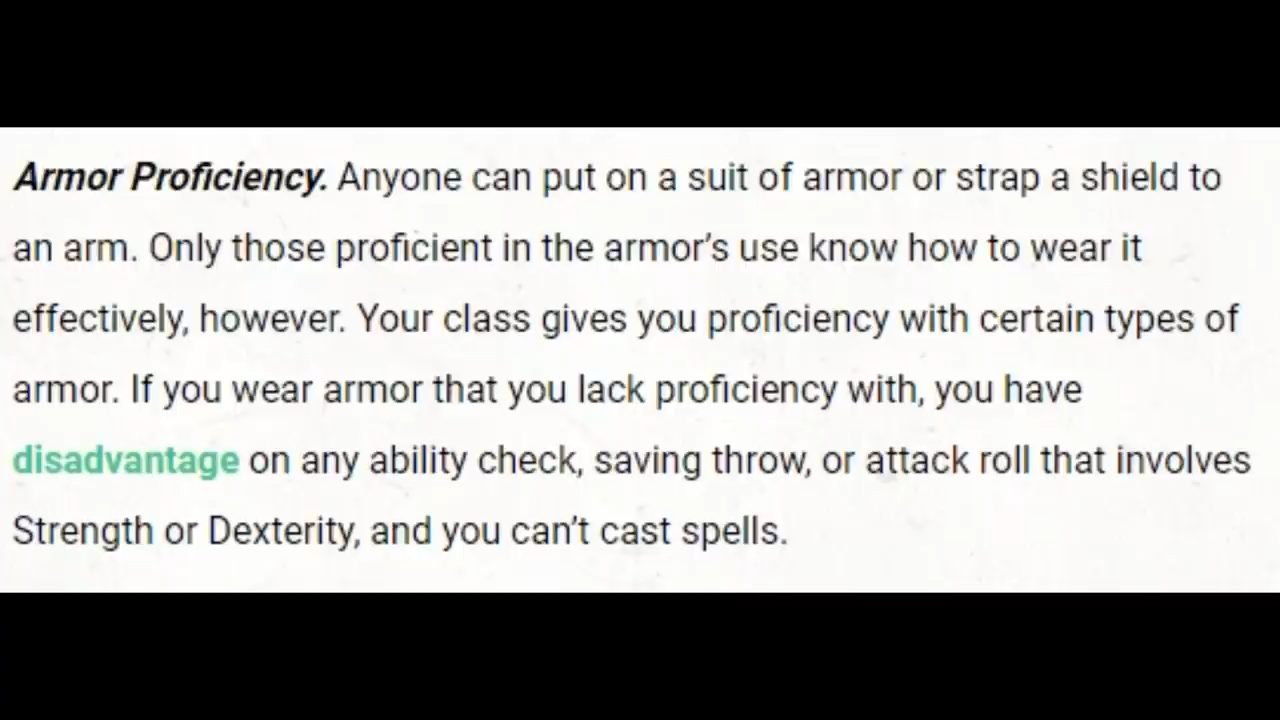 Armor Proficiency. Anyone can put on a suit of armor or strap a shield to
an arm. Only those proficient in the armor’s use know how to wear it
effectively, however. Your class gives you proficiency with certain types of
armor. If you wear armor that you lack proficiency with, you have
disadvantage on any ability check, saving throw, or attack roll that involves
Strength or Dexterity, and you can’t cast spells.